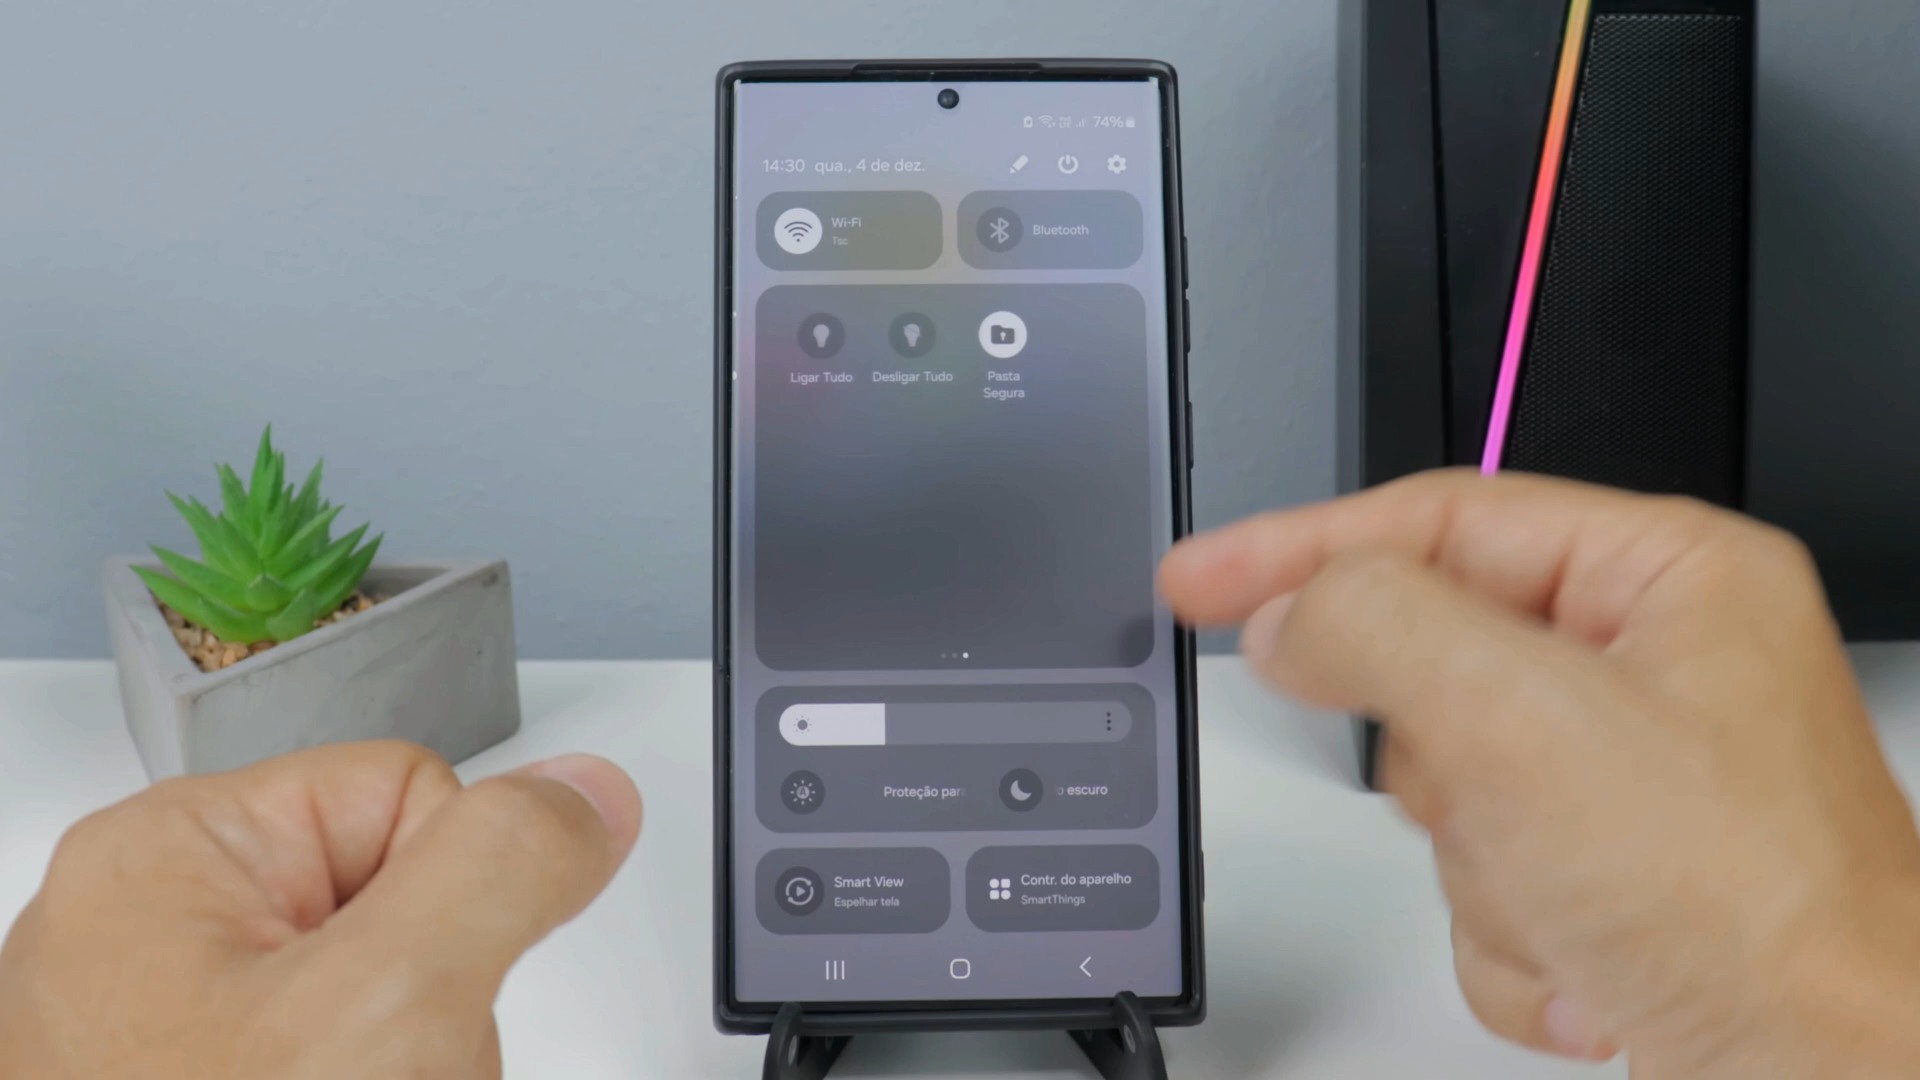 74%
14:30 qua., 4 de dez.
Wi-Fi
Tsc
Bluetooth
Ligar Tudo
Desligar Tudo
Pasta
Segura
Proteção par
o escuro
Smart View
Espelhar tela
Contr. do aparelho
SmartThings